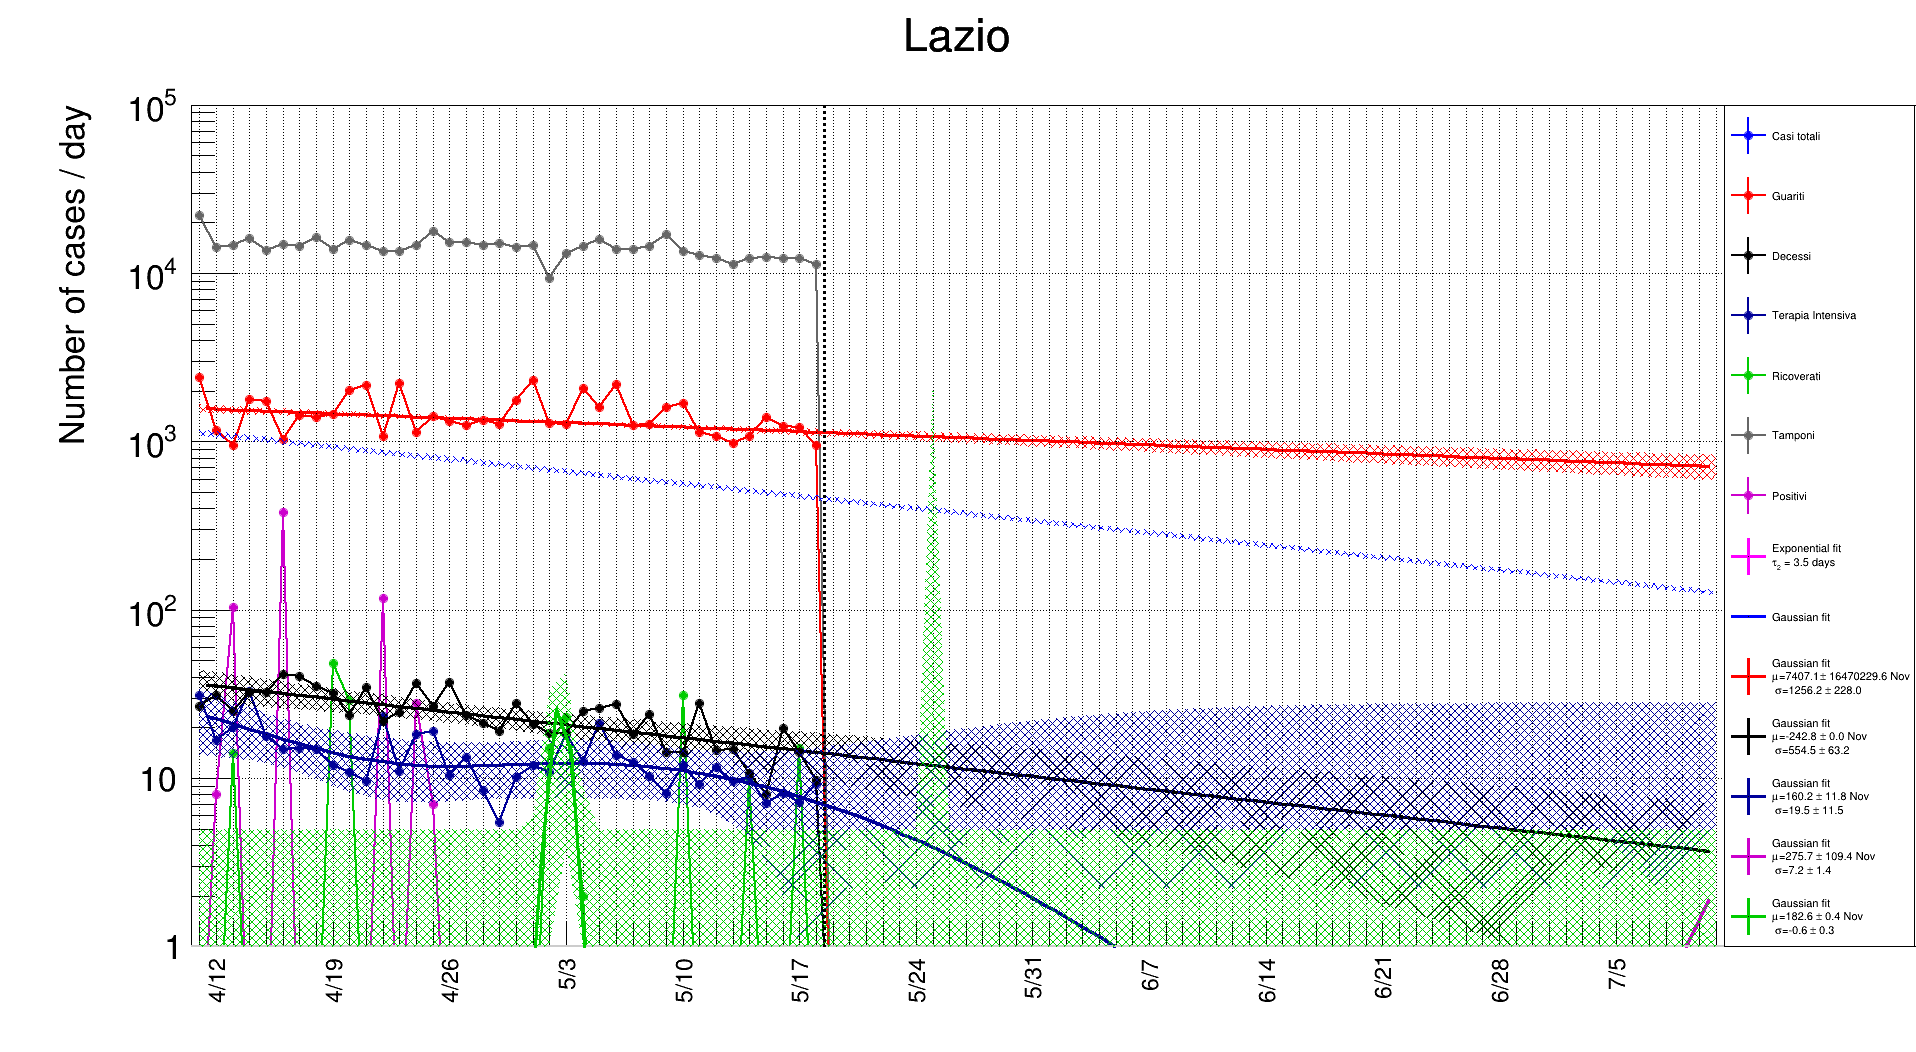 Lazio
Number of cases / day
10^5
10^4
10^3
10^2
10
1
4/12
4/19
4/26
5/3
5/10
5/17
5/24
5/31
6/7
6/14
6/21
6/28
7/5
Casi totali
Guariti
Decessi
Terapia Intensiva
Ricoverati
Tamponi
Positivi
Exponential fit
τ_2 = 3.5 days
Gaussian fit
Gaussian fit
μ=7407.1 ± 16470229.6 Nov
σ=1256.2 ± 228.0
Gaussian fit
μ=-242.8 ± 0.0 Nov
σ=554.5 ± 63.2
Gaussian fit
μ=160.2 ± 11.8 Nov
σ=19.5 ± 11.5
Gaussian fit
μ=275.7 ± 109.4 Nov
σ=7.2 ± 1.4
Gaussian fit
μ=182.6 ± 0.4 Nov
σ=-0.6 ± 0.3